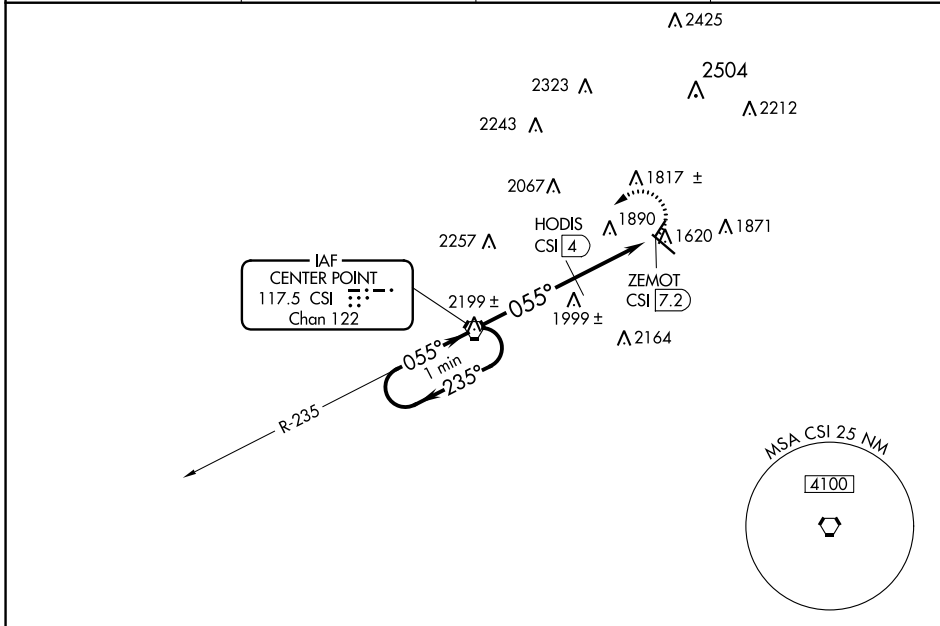 2425
2504
2323
2212
2243
1817 ±
2067
1890
1871
HODIS
CSI 4
1620
2257
IAF
CENTER POINT
117.5 CSI
Chan 122
ZEMOT
CSI 7.2
2199 ±
055°
1999 ±
2164
055°
1 min
235°
R-235
MSA CSI 25 NM
4100